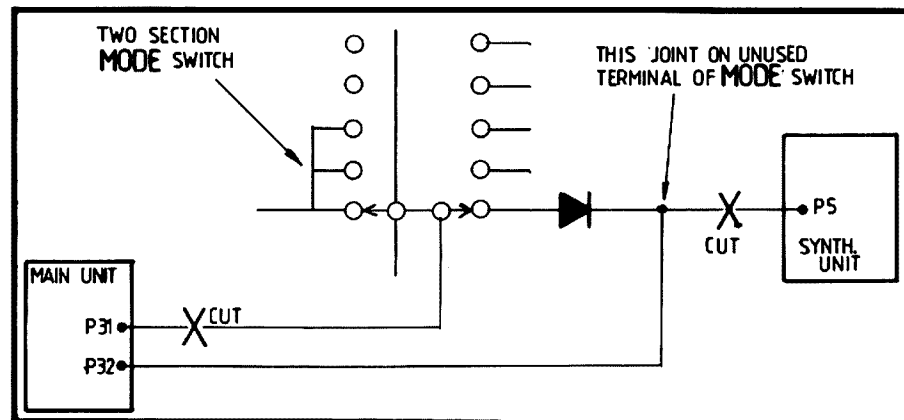 TWO SECTION
MODE SWITCH
THIS JOINT ON UNUSED
TERMINAL OF MODE SWITCH
P5
SYNTH.
UNIT
CUT
MAIN UNIT
P31
CUT
P32